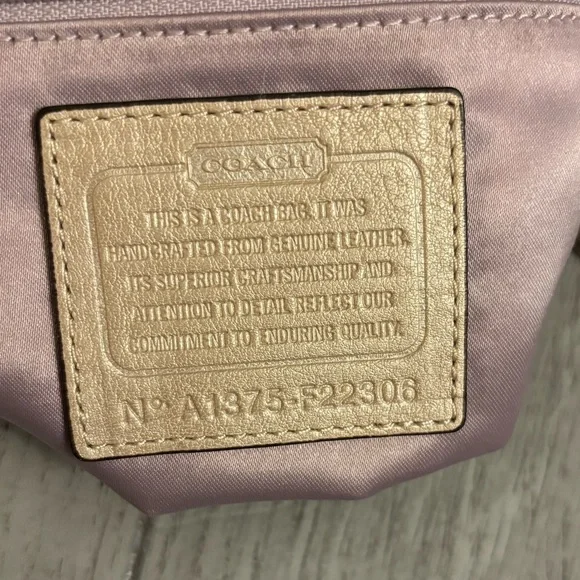 COACH
THIS IS A COACH BAG. IT WAS
HANDCRAFTED FROM GENUINE LEATHER.
ITS SUPERIOR CRAFTSMANSHIP AND
ATTENTION TO DETAIL REFLECT OUR
COMMITMENT TO ENDURING QUALITY.
Nº A1375-F22306